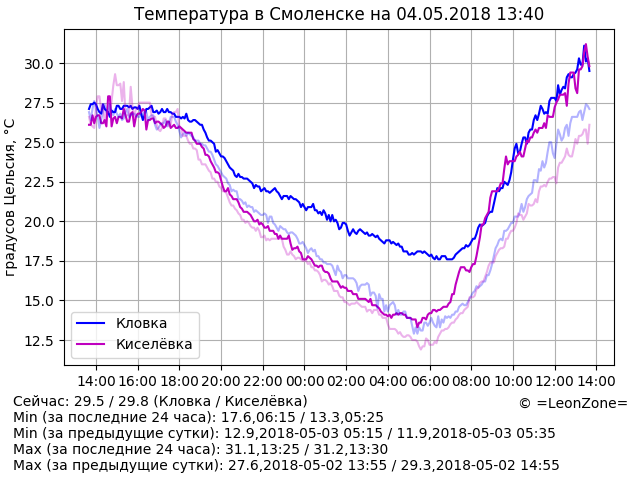 Температура в Смоленске на 04.05.2018 13:40
градусов Цельсия, °C
30.0
27.5
25.0
22.5
20.0
17.5
15.0
12.5
Кловка
Киселёвка
14:00 16:00 18:00 20:00 22:00 00:00 02:00 04:00 06:00 08:00 10:00 12:00 14:00
Сейчас: 29.5 / 29.8 (Кловка / Киселёвка)
© =LeonZone=
Min (за последние 24 часа): 17.6,06:15 / 13.3,05:25
Min (за предыдущие сутки): 12.9,2018-05-03 05:15 / 11.9,2018-05-03 05:35
Max (за последние 24 часа): 31.1,13:25 / 31.2,13:30
Max (за предыдущие сутки): 27.6,2018-05-02 13:55 / 29.3,2018-05-02 14:55